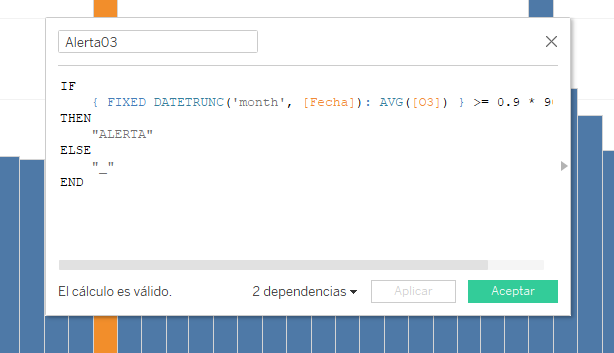 Alerta03
IF
{ FIXED DATETRUNC('month', [Fecha]): AVG([O3]) } >= 0.9 *
THEN
"ALERTA"
ELSE
"_"
END
El cálculo es válido.
2 dependencias
Aplicar
Aceptar